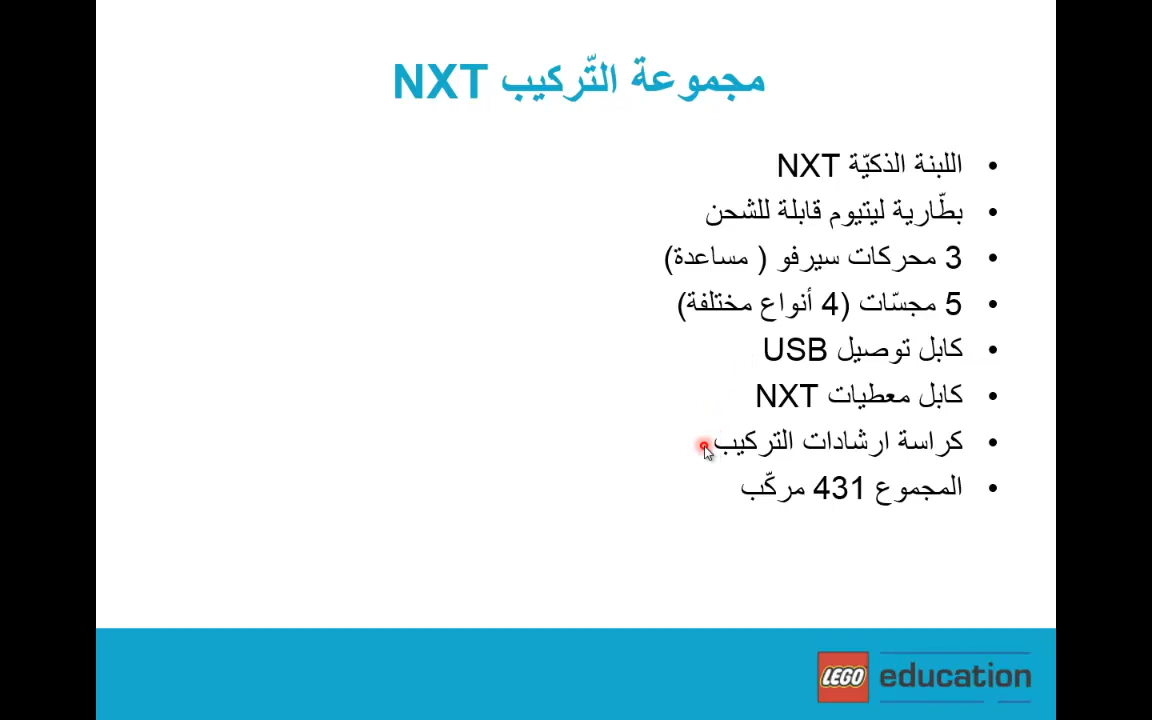 مجموعة التّركيب NXT
• اللبنة الذكيّة NXT
• بطّارية ليتيوم قابلة للشحن
• 3 محركات سيرفو ( مساعدة)
• 5 مجسّات (4 أنواع مختلفة)
• كابل توصيل USB
• كابل معطيات NXT
• كراسة ارشادات التركيب
• المجموع 431 مركّب
LEGO education